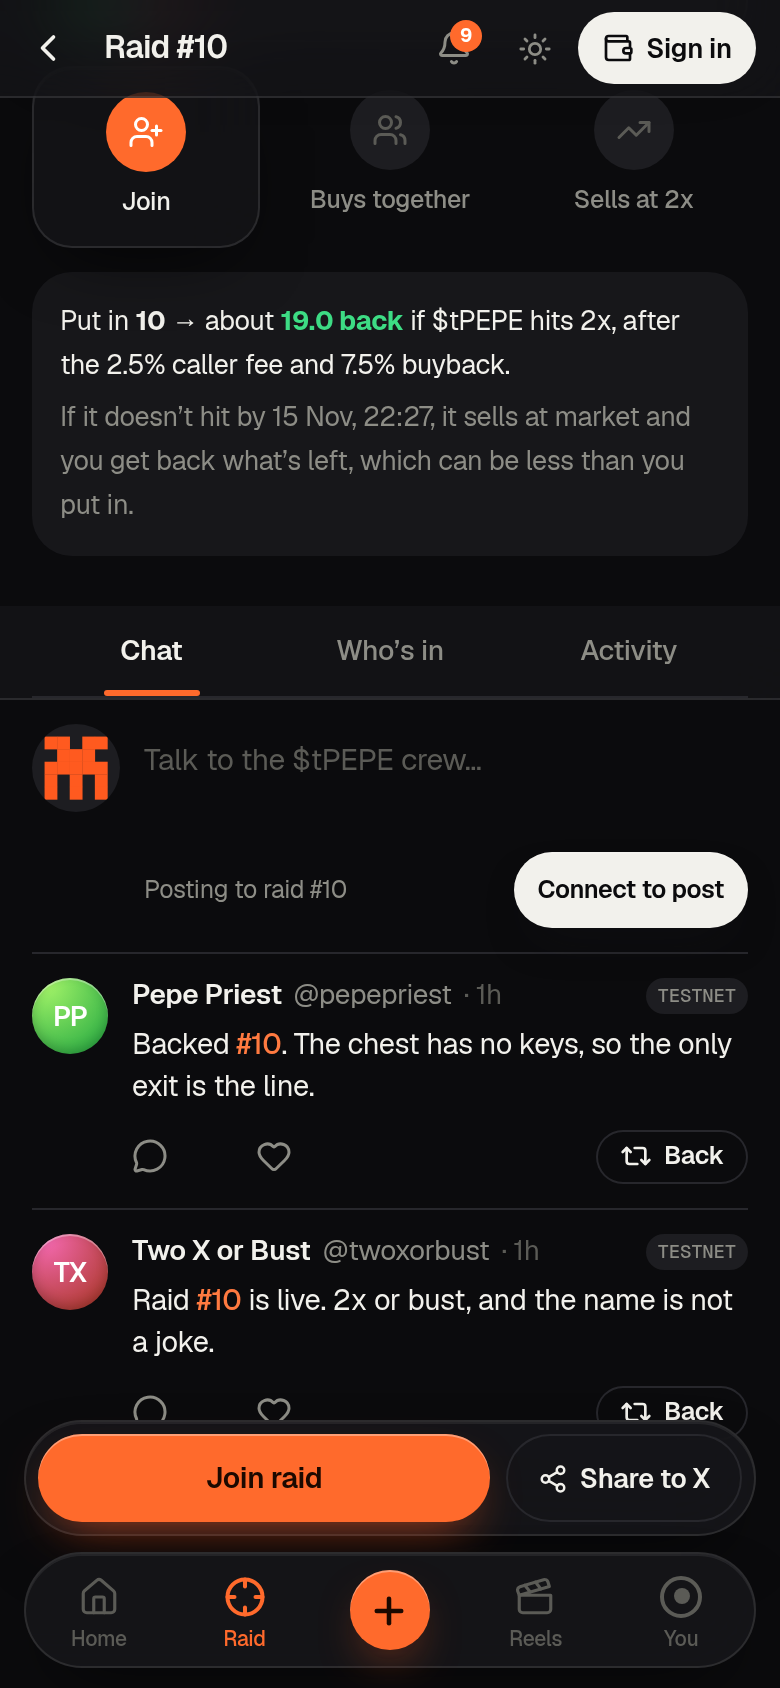 Raid #10
9
Sign in
Join
Buys together
Sells at 2x
Put in 10 → about 19.0 back if $tPEPE hits 2x, after
the 2.5% caller fee and 7.5% buyback.
If it doesn’t hit by 15 Nov, 22:27, it sells at market and
you get back what’s left, which can be less than you
put in.
Chat
Who’s in
Activity
Talk to the $tPEPE crew...
Posting to raid #10
Connect to post
PP
Pepe Priest @pepepriest · 1h
TESTNET
Backed #10. The chest has no keys, so the only
exit is the line.
Back
TX
Two X or Bust @twoxorbust · 1h
TESTNET
Raid #10 is live. 2x or bust, and the name is not
a joke.
Back
Join raid
Share to X
Home
Raid
Reels
You